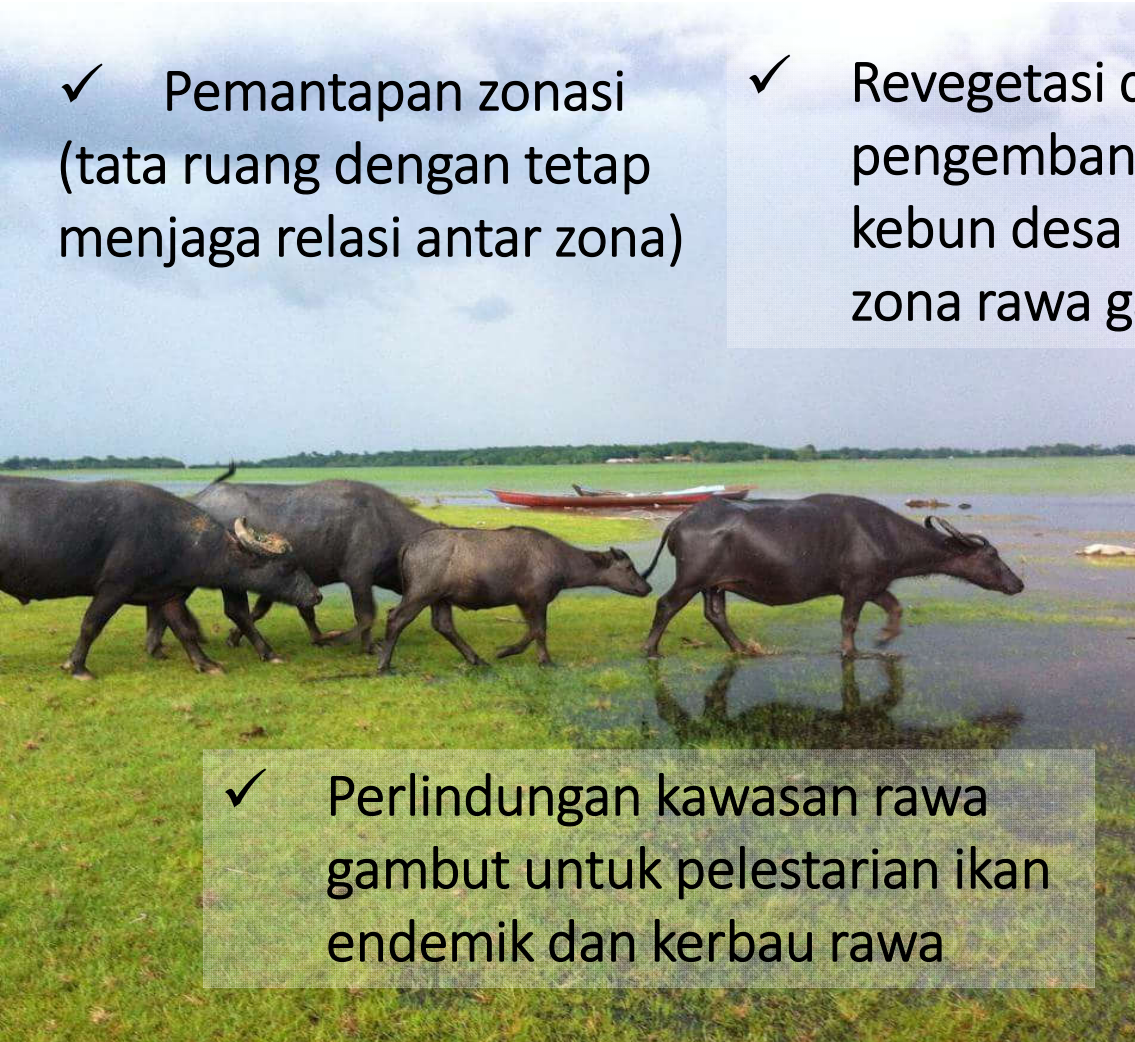 ✓ Pemantapan zonasi
(tata ruang dengan tetap
menjaga relasi antar zona)
✓ Revegetasi
kebun desa
zona rawa
✓ Perlindungan kawasan rawa
gambut untuk pelestarian ikan
endemik dan kerbau rawa